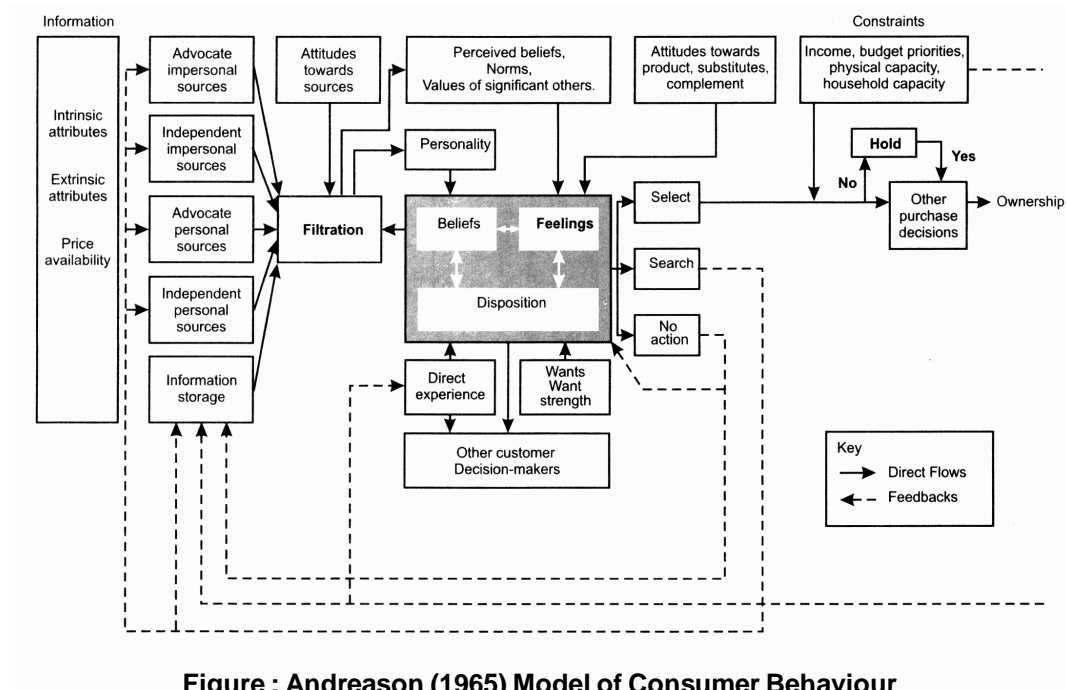 Information
Constraints
Intrinsic
attributes
Extrinsic
attributes
Price
availability
Advocate
impersonal
sources
Independent
impersonal
sources
Advocate
personal
sources
Independent
personal
sources
Information
storage
Attitudes
towards
sources
Filtration
Perceived beliefs,
Norms,
Values of significant others.
Personality
Beliefs
Feelings
Disposition
Direct
experience
Wants
Want
strength
Other customer
Decision-makers
Attitudes towards
product, substitutes,
complement
Select
Search
No
action
Income, budget priorities,
physical capacity,
household capacity
Hold
No
Yes
Other
purchase
decisions
Ownership
Key
Direct Flows
Feedbacks
Figure : Andreason (1965) Model of Consumer Behaviour